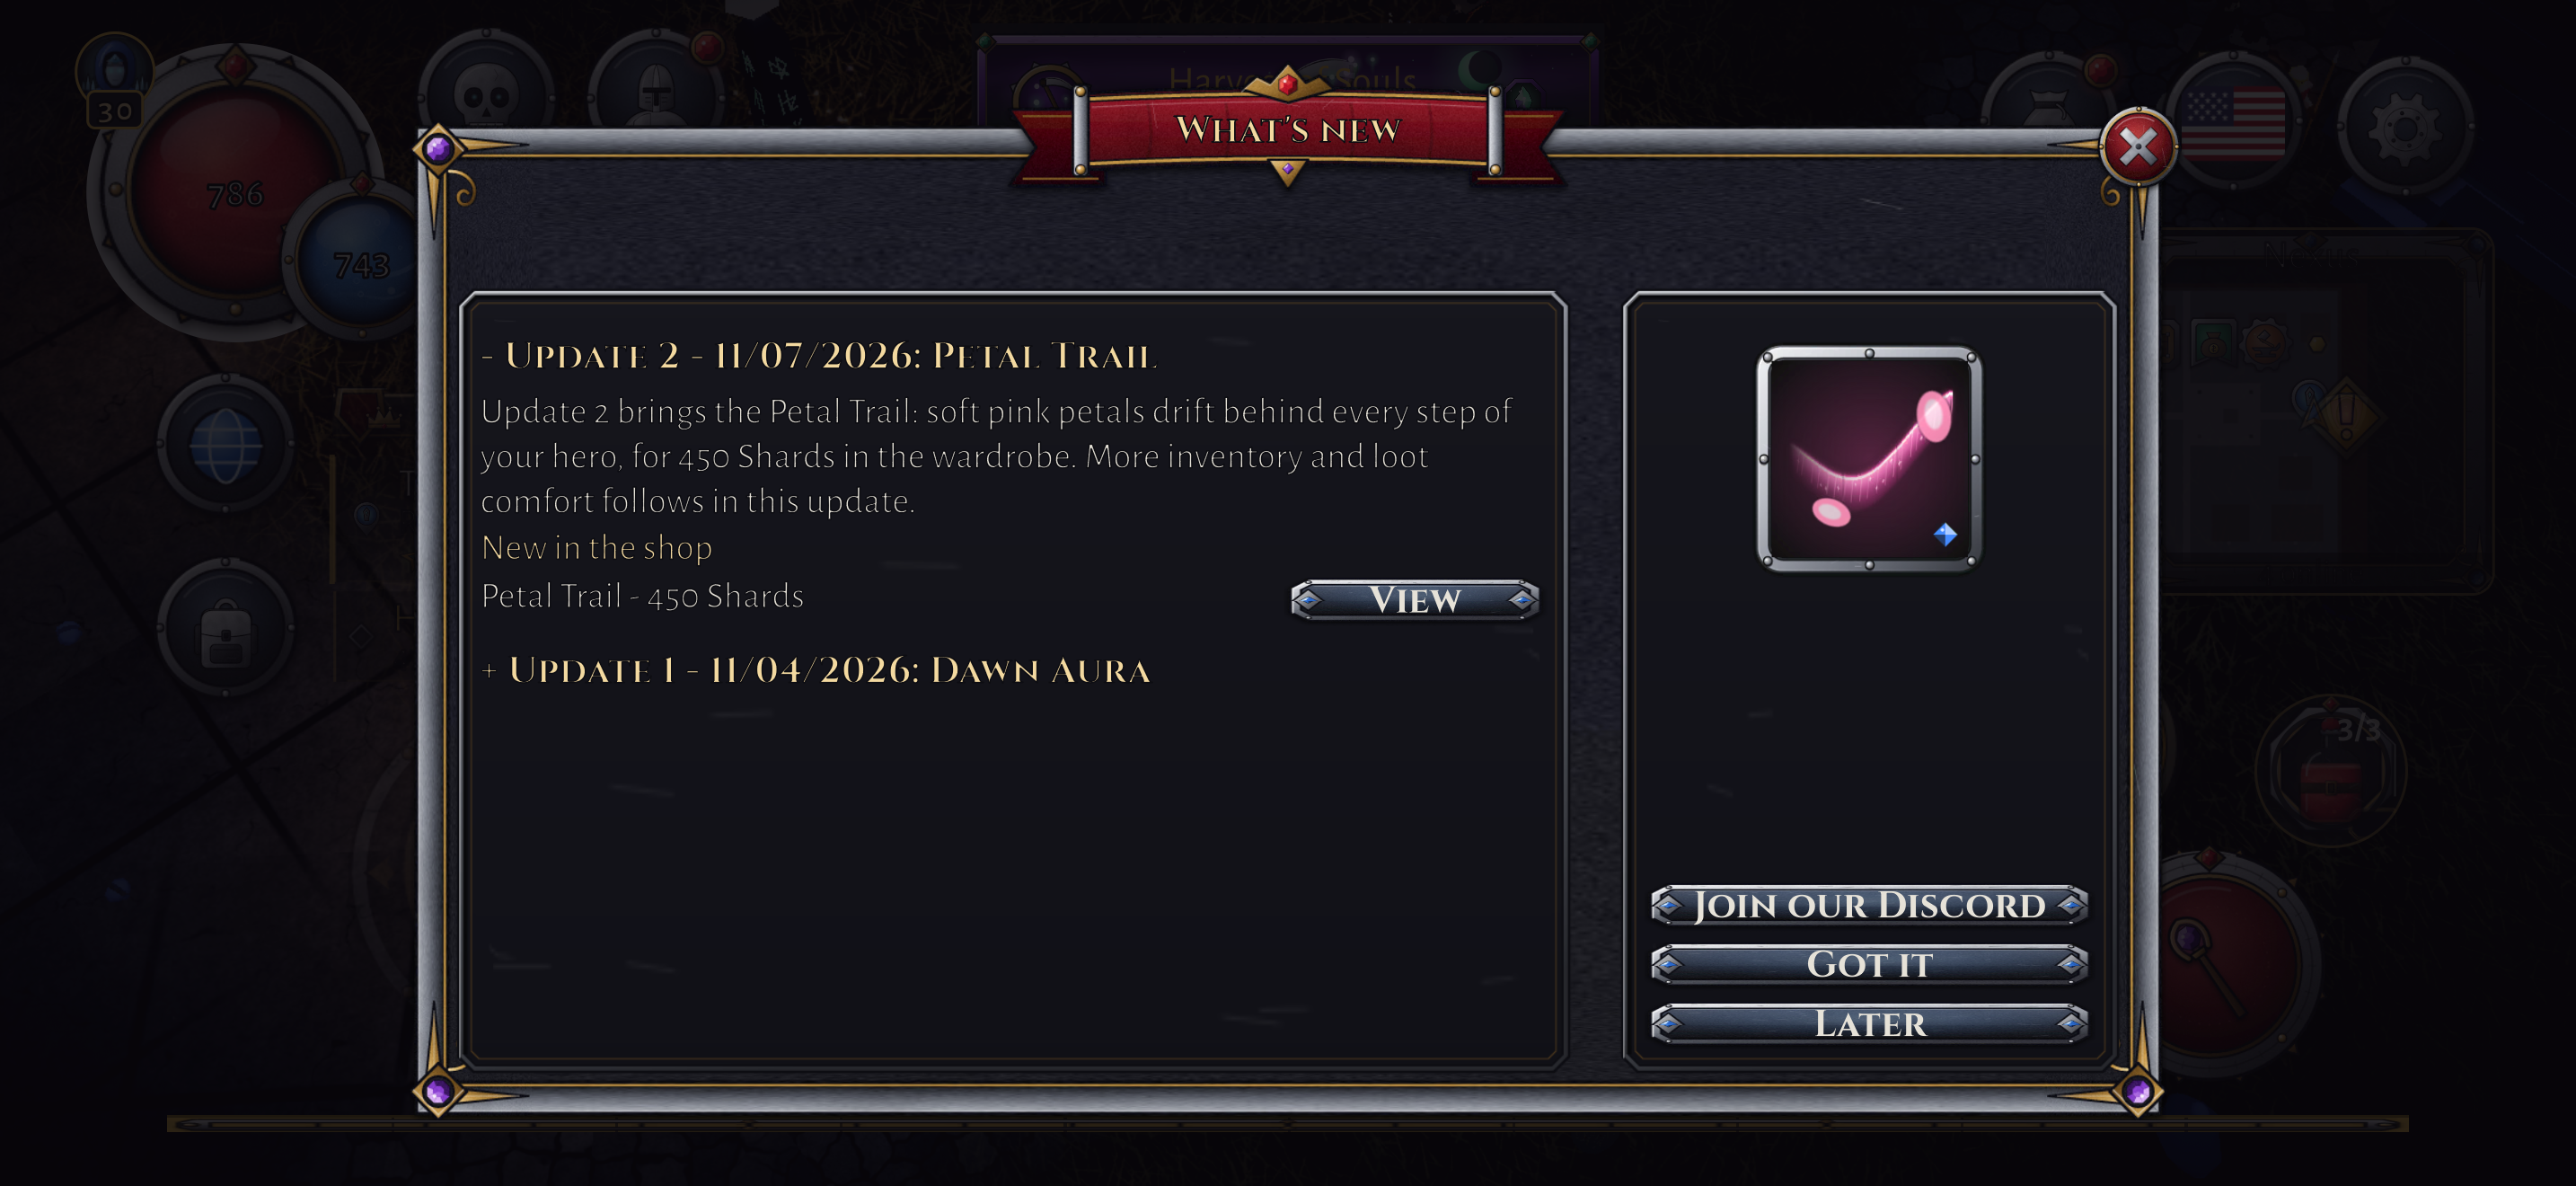 30
Harvest Souls
WHAT'S NEW
786
743
- UPDATE 2 - 11/07/2026: PETAL TRAIL
Update 2 brings the Petal Trail: soft pink petals drift behind every step of
your hero, for 450 Shards in the wardrobe. More inventory and loot
comfort follows in this update.
New in the shop
Petal Trail - 450 Shards
VIEW
+ UPDATE 1 - 11/04/2026: DAWN AURA
3/3
JOIN OUR DISCORD
GOT IT
LATER